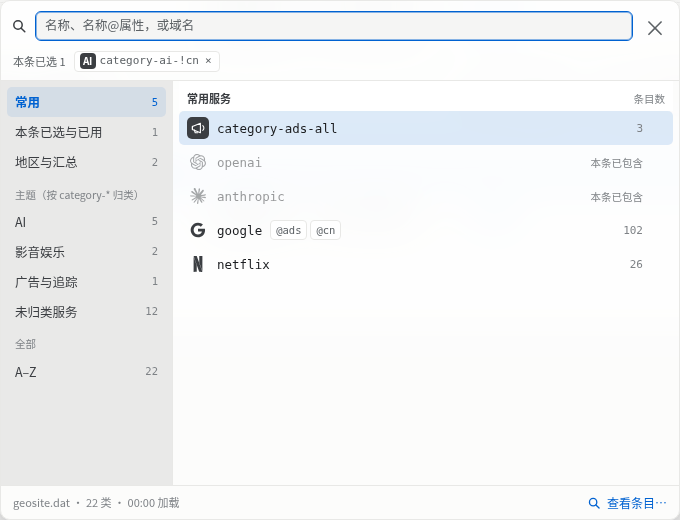 名称、名称@属性，或域名
本条已选 1 AI category-ai-!cn ×
常用 5
本条已选与已用 1
地区与汇总 2
主题（按 category-* 归类）
AI 5
影音娱乐 2
广告与追踪 1
未归类服务 12
全部
A–Z 22
常用服务 条目数
category-ads-all 3
openai 本条已包含
anthropic 本条已包含
google @ads @cn 102
netflix 26
geosite.dat · 22 类 · 00:00 加载
查看条目…